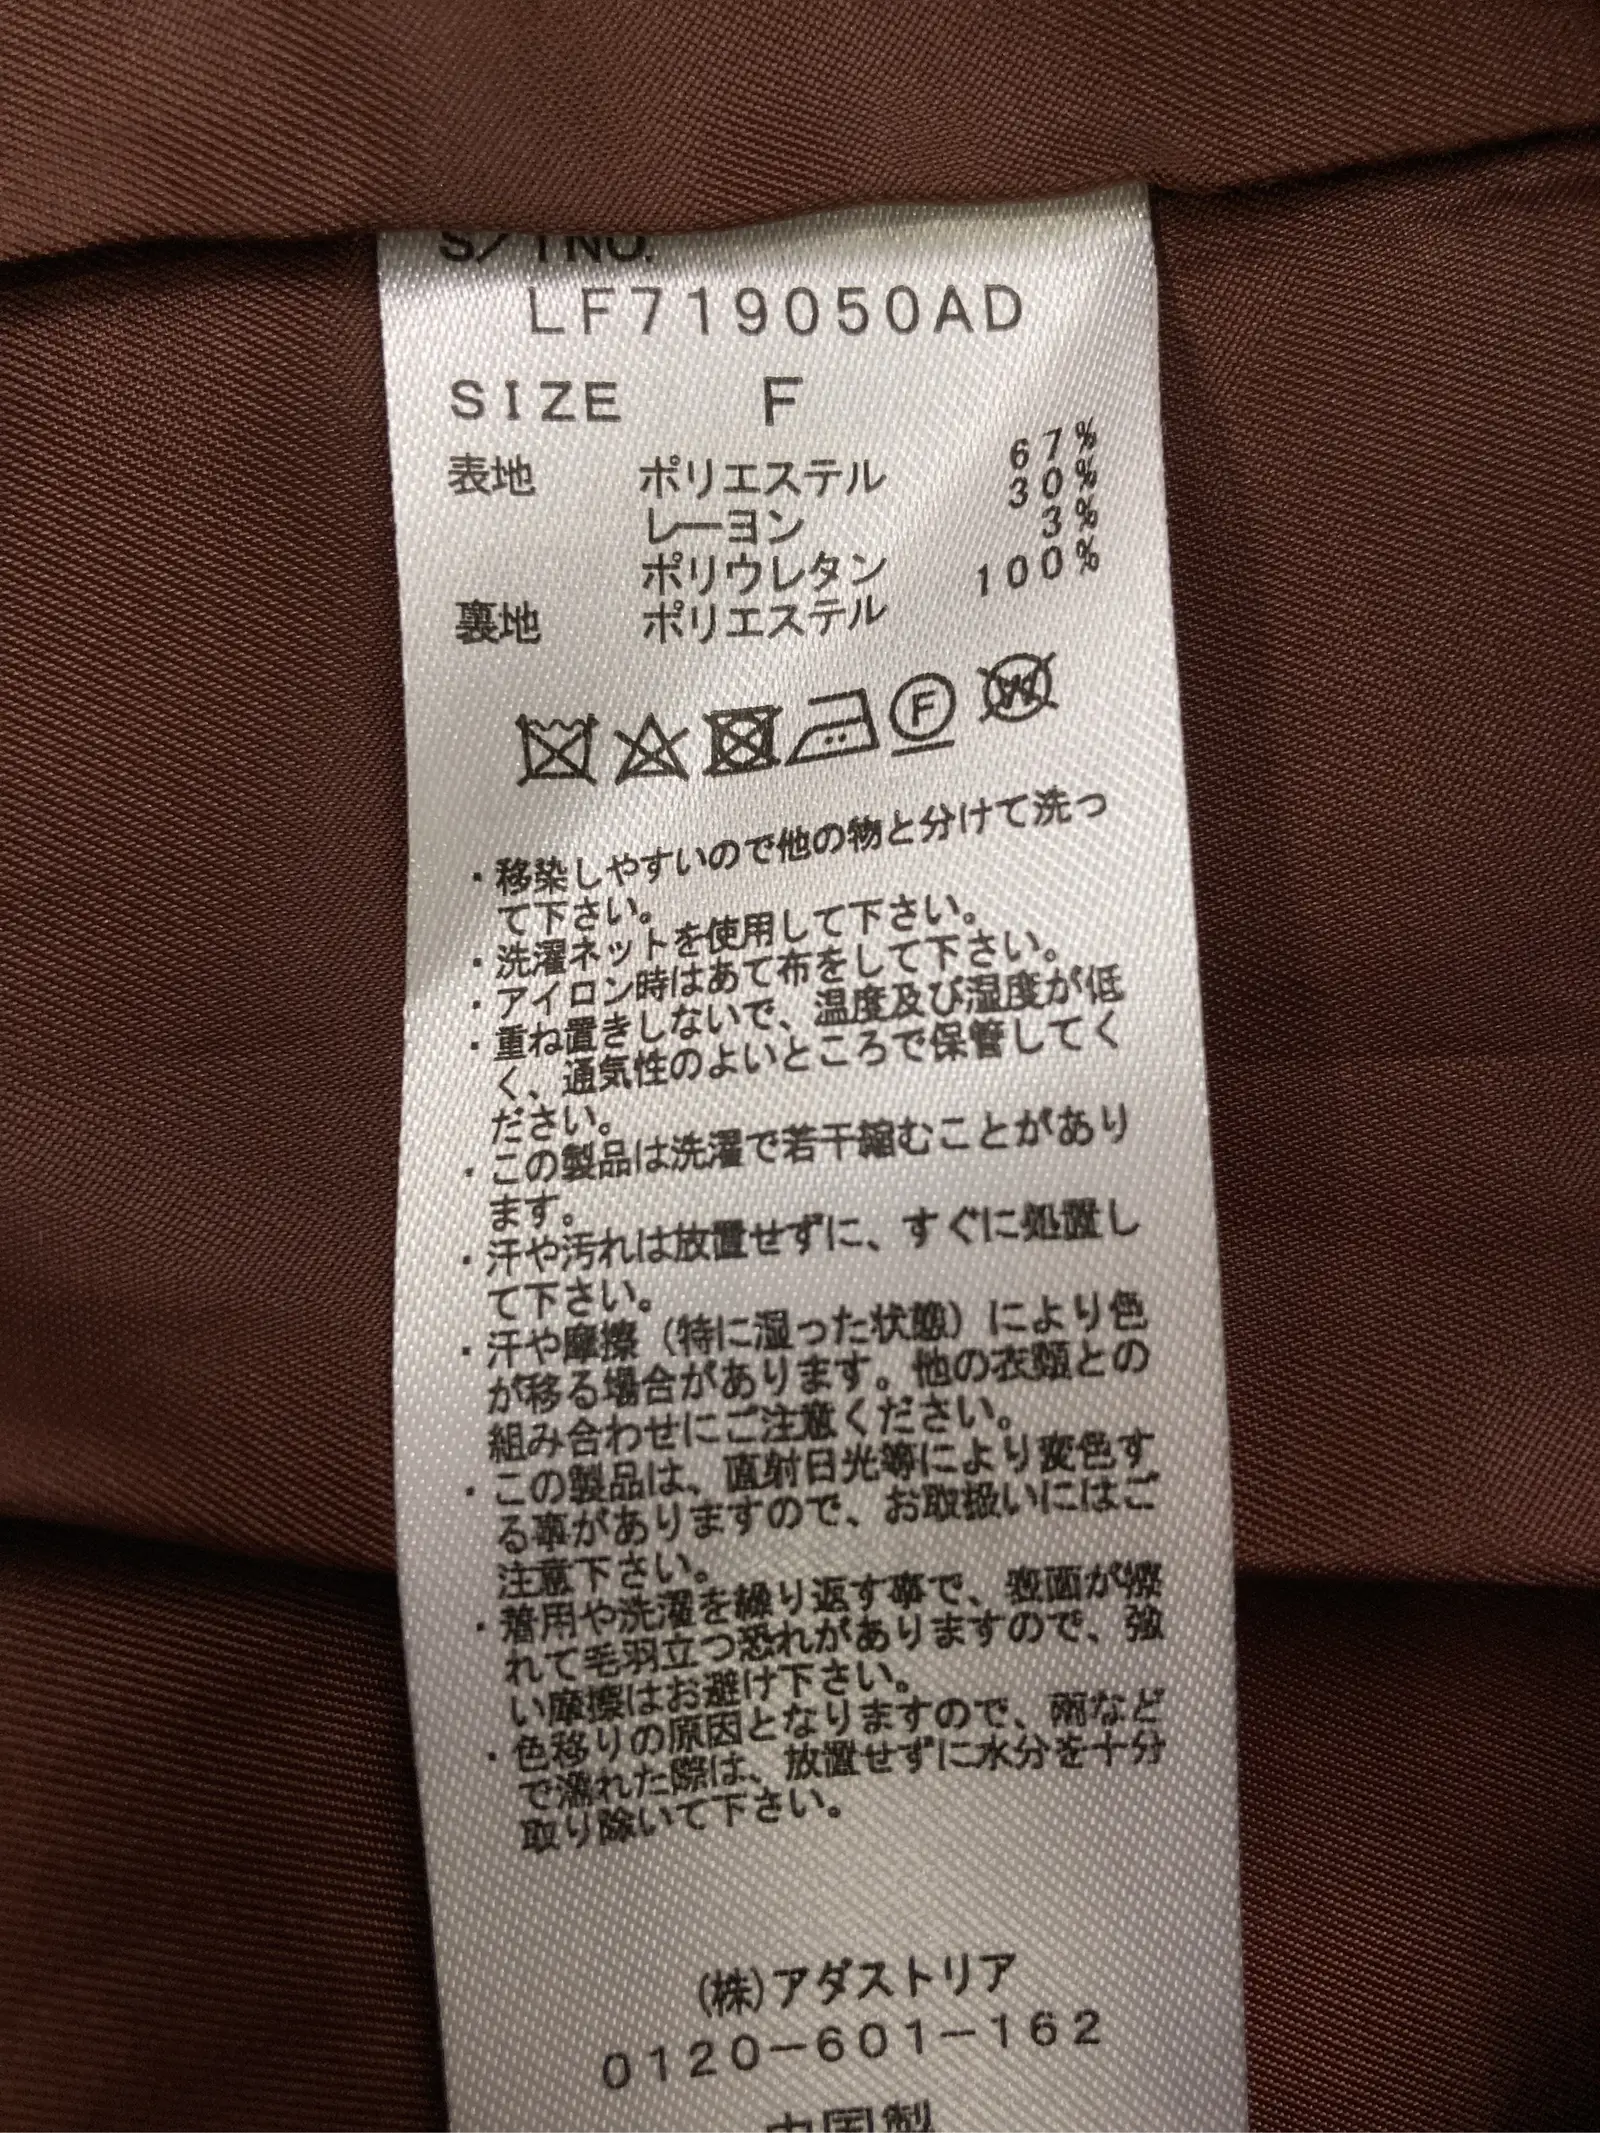 S/TNO.
LF719050AD
SIZE F
表地 ポリエステル 67%
レーヨン 30%
ポリウレタン 3%
裏地 ポリエステル 100%
F
W
・移染しやすいので他の物と分けて洗っ
て下さい。
・洗濯ネットを使用して下さい。
・アイロン時はあて布をして下さい。
・重ね置きしないで、温度及び湿度が低
く、通気性のよいところで保管してく
ださい。
・この製品は洗濯で若干縮むことがあり
ます。
・汗や汚れは放置せずに、すぐに処置し
て下さい。
・汗や摩擦(特に湿った状態)により色
が移る場合があります。他の衣類との
組み合わせにご注意ください。
・この製品は、直射日光等により変色す
る事がありますので、お取扱いにはご
注意下さい。
・着用や洗濯を繰り返す事で、表面が擦
れて毛羽立つ恐れがありますので、強
い摩擦はお避け下さい。
・色移りの原因となりますので、雨など
で濡れた際は、放置せずに水分を十分
取り除いて下さい。
(株)アダストリア
0120-601-162
中国製